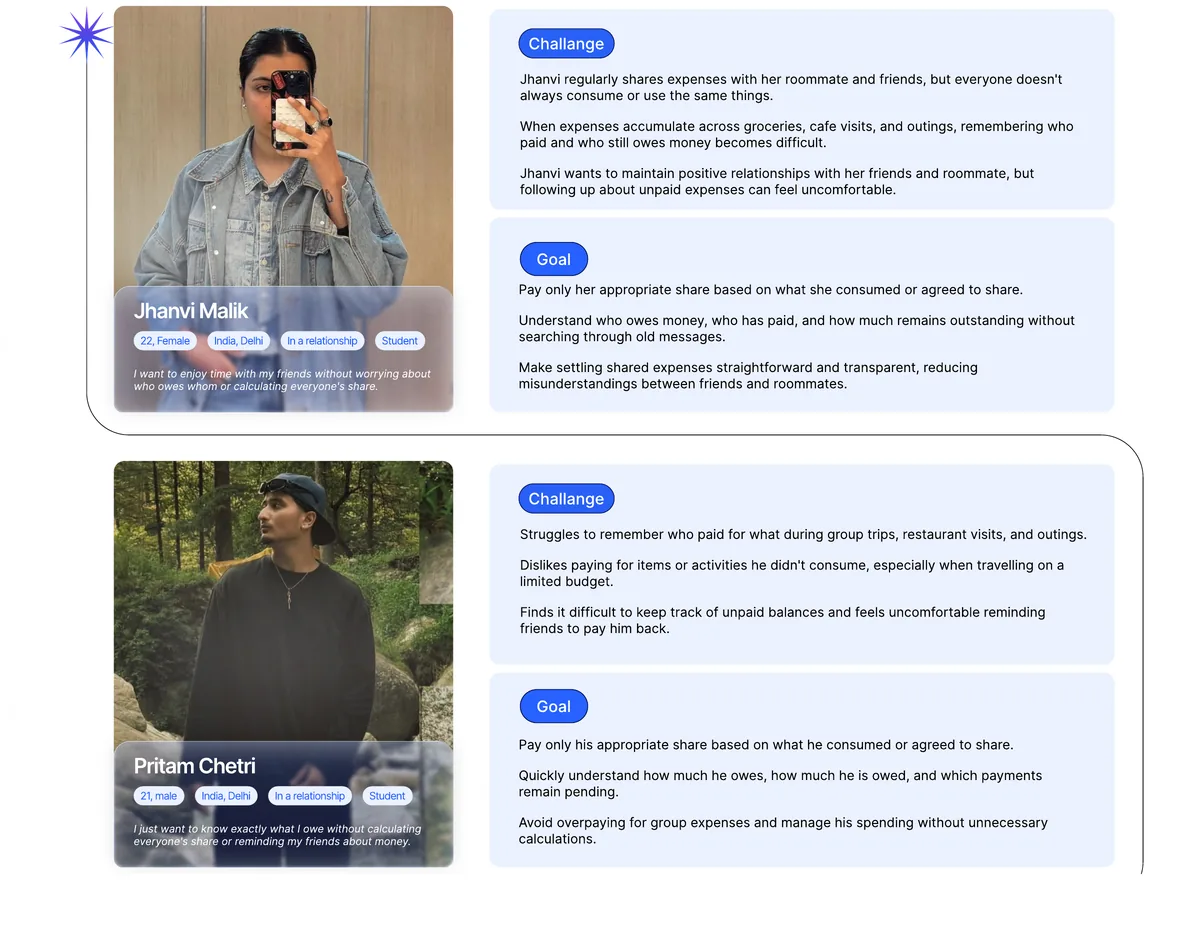 Challange
Jhanvi regularly shares expenses with her roommate and friends, but everyone doesn't
always consume or use the same things.
When expenses accumulate across groceries, cafe visits, and outings, remembering who
paid and who still owes money becomes difficult.
Jhanvi wants to maintain positive relationships with her friends and roommate, but
following up about unpaid expenses can feel uncomfortable.
Goal
Pay only her appropriate share based on what she consumed or agreed to share.
Understand who owes money, who has paid, and how much remains outstanding without
searching through old messages.
Make settling shared expenses straightforward and transparent, reducing
misunderstandings between friends and roommates.
Jhanvi Malik
22, Female
India, Delhi
In a relationship
Student
I want to enjoy time with my friends without worrying about
who owes whom or calculating everyone's share.
Challange
Struggles to remember who paid for what during group trips, restaurant visits, and outings.
Dislikes paying for items or activities he didn't consume, especially when travelling on a
limited budget.
Finds it difficult to keep track of unpaid balances and feels uncomfortable reminding
friends to pay him back.
Goal
Pay only his appropriate share based on what he consumed or agreed to share.
Quickly understand how much he owes, how much he is owed, and which payments
remain pending.
Avoid overpaying for group expenses and manage his spending without unnecessary
calculations.
Pritam Chetri
21, male
India, Delhi
In a relationship
Student
I just want to know exactly what I owe without calculating
everyone's share or reminding my friends about money.